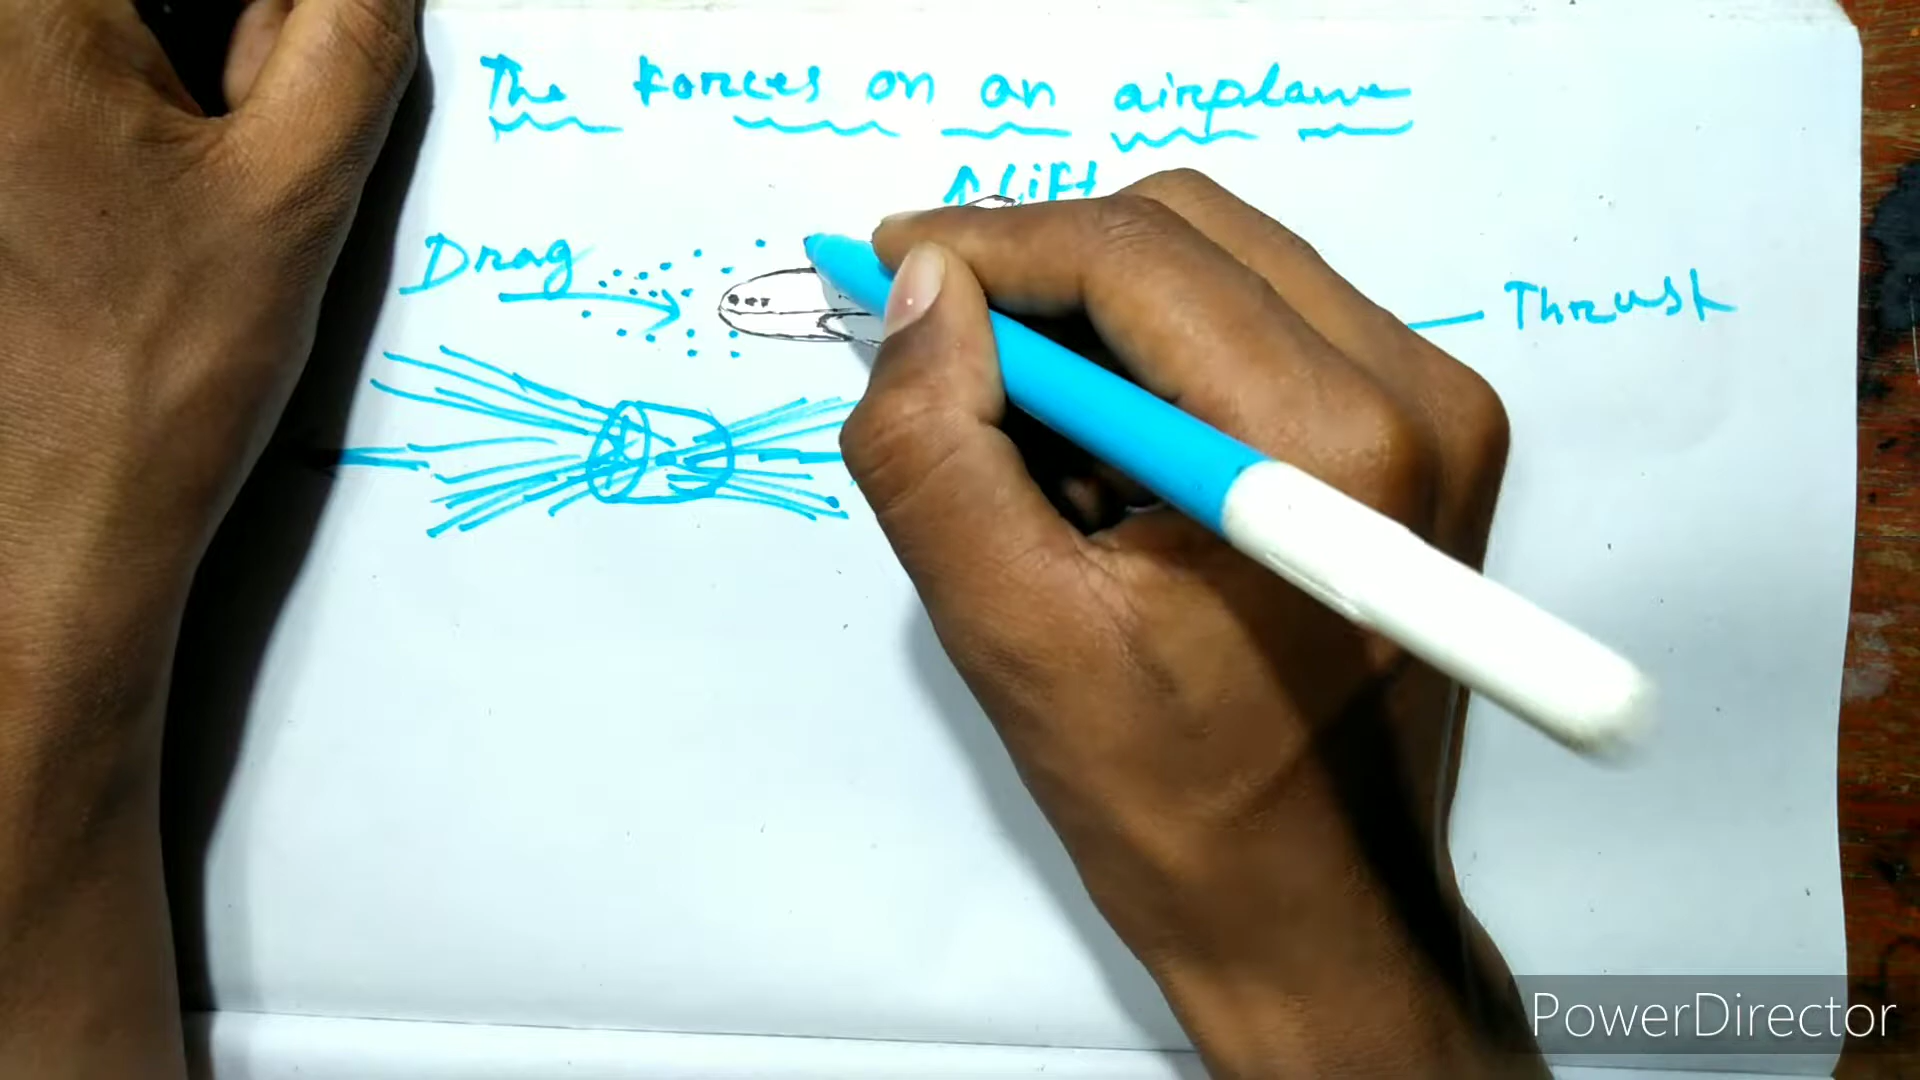 The Forces on an airplane
Lift
Drag
Thrust
PowerDirector